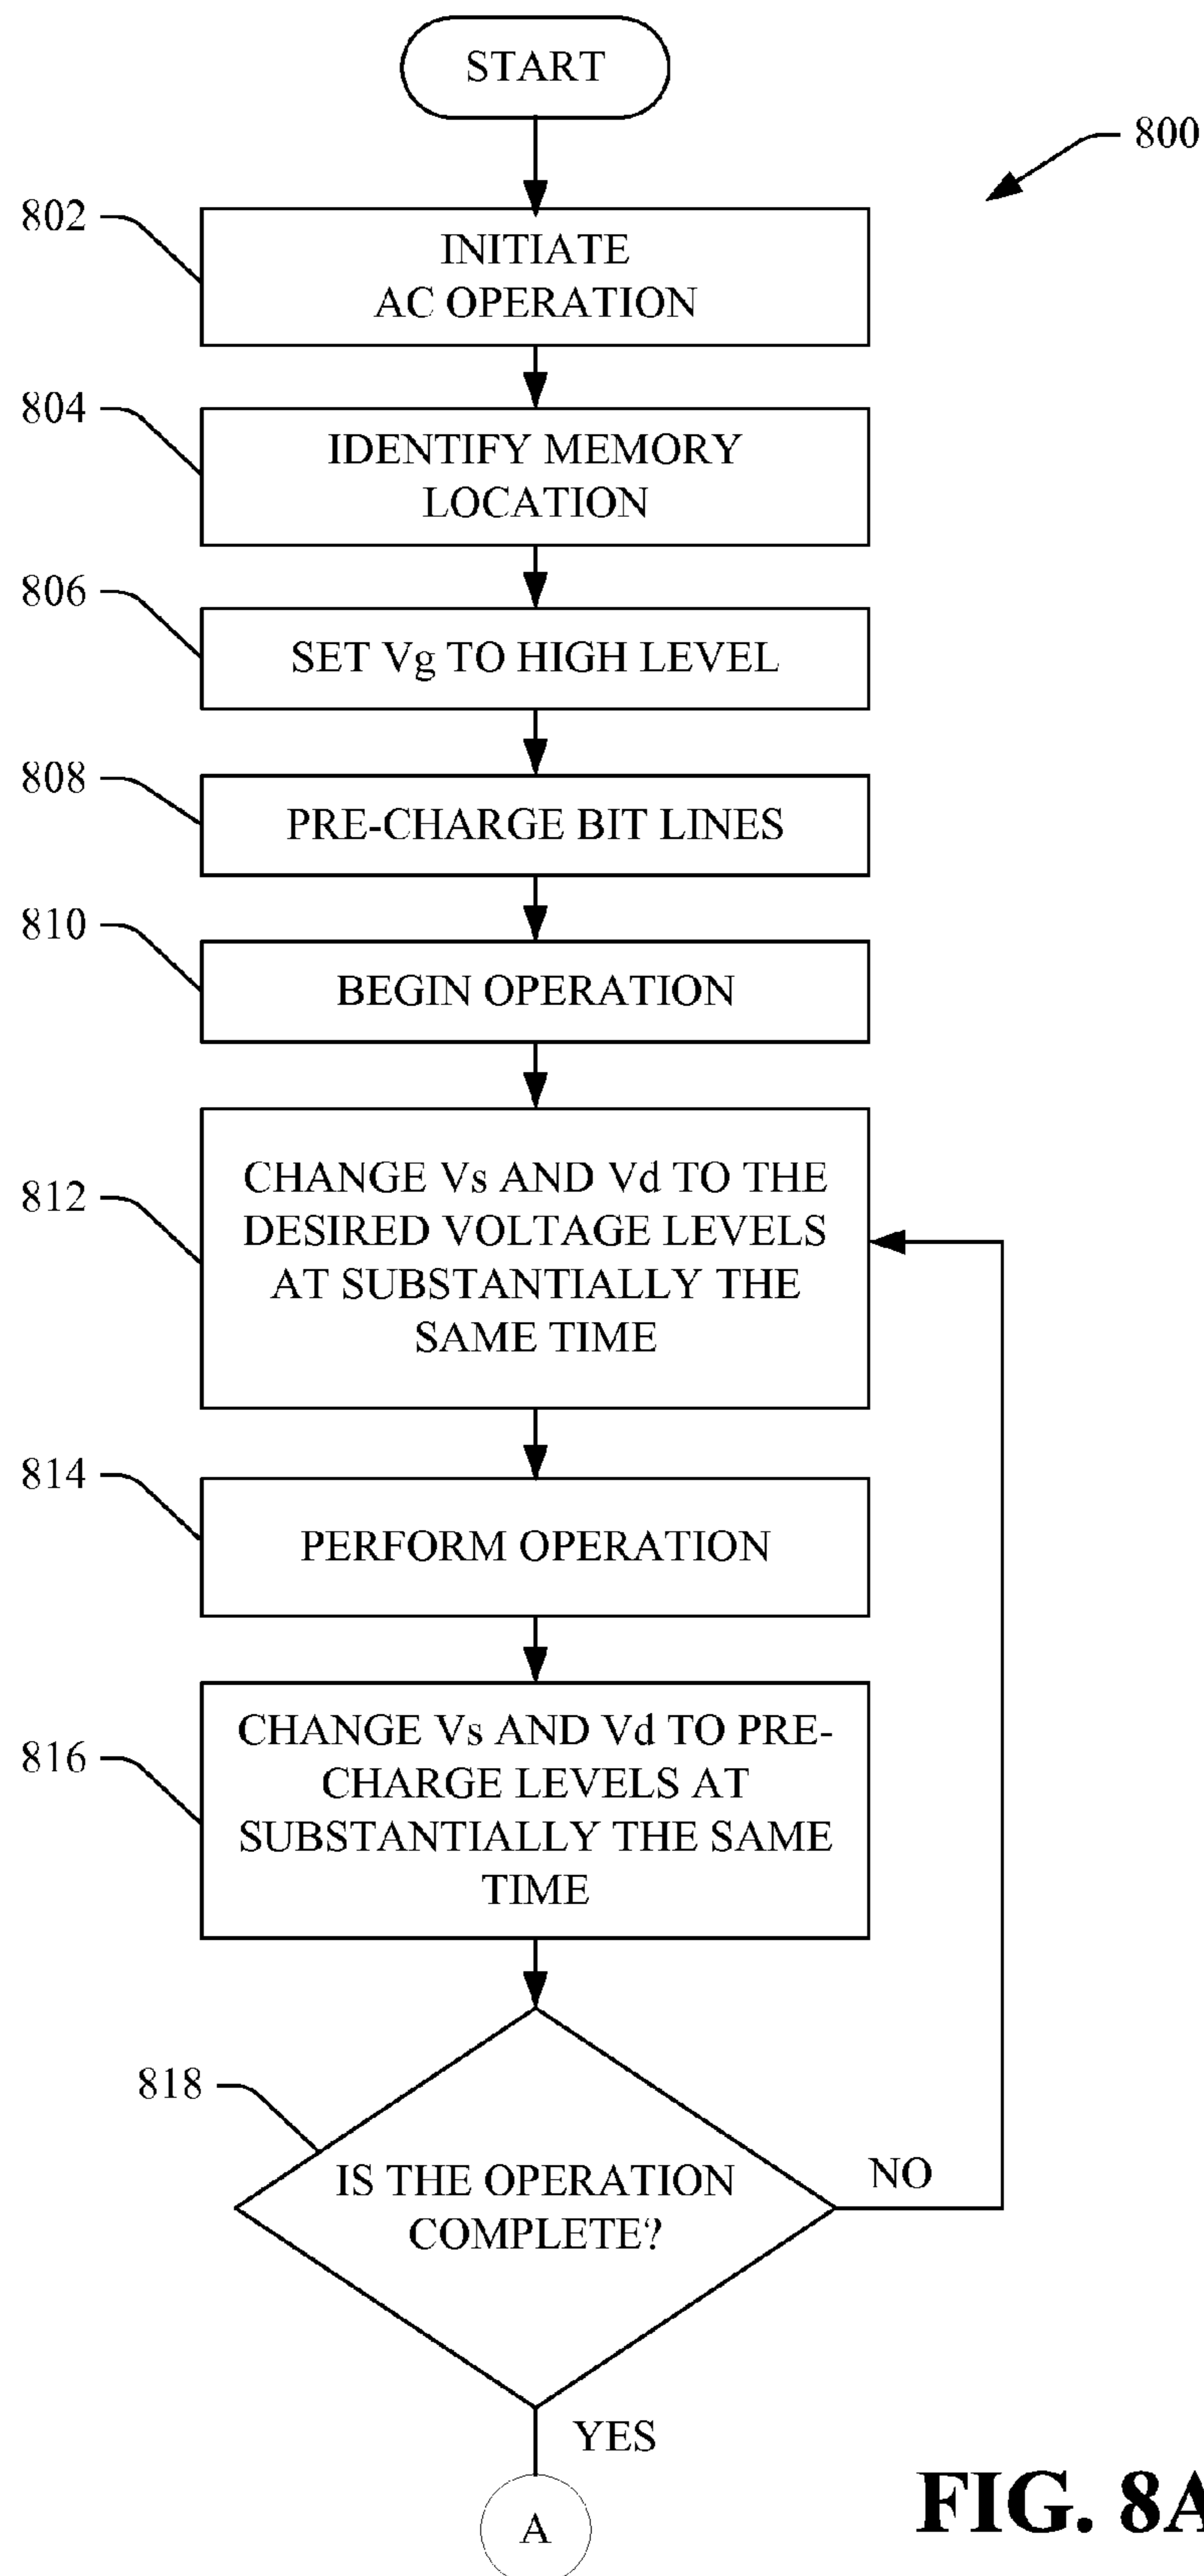 START
800
802
INITIATE
AC OPERATION
804
IDENTIFY MEMORY
LOCATION
806
SET Vg TO HIGH LEVEL
808
PRE-CHARGE BIT LINES
810
BEGIN OPERATION
812
CHANGE Vs AND Vd TO THE
DESIRED VOLTAGE LEVELS
AT SUBSTANTIALLY THE
SAME TIME
814
PERFORM OPERATION
816
CHANGE Vs AND Vd TO PRE-
CHARGE LEVELS AT
SUBSTANTIALLY THE SAME
TIME
818
IS THE OPERATION
COMPLETE?
NO
YES
A
FIG. 8A